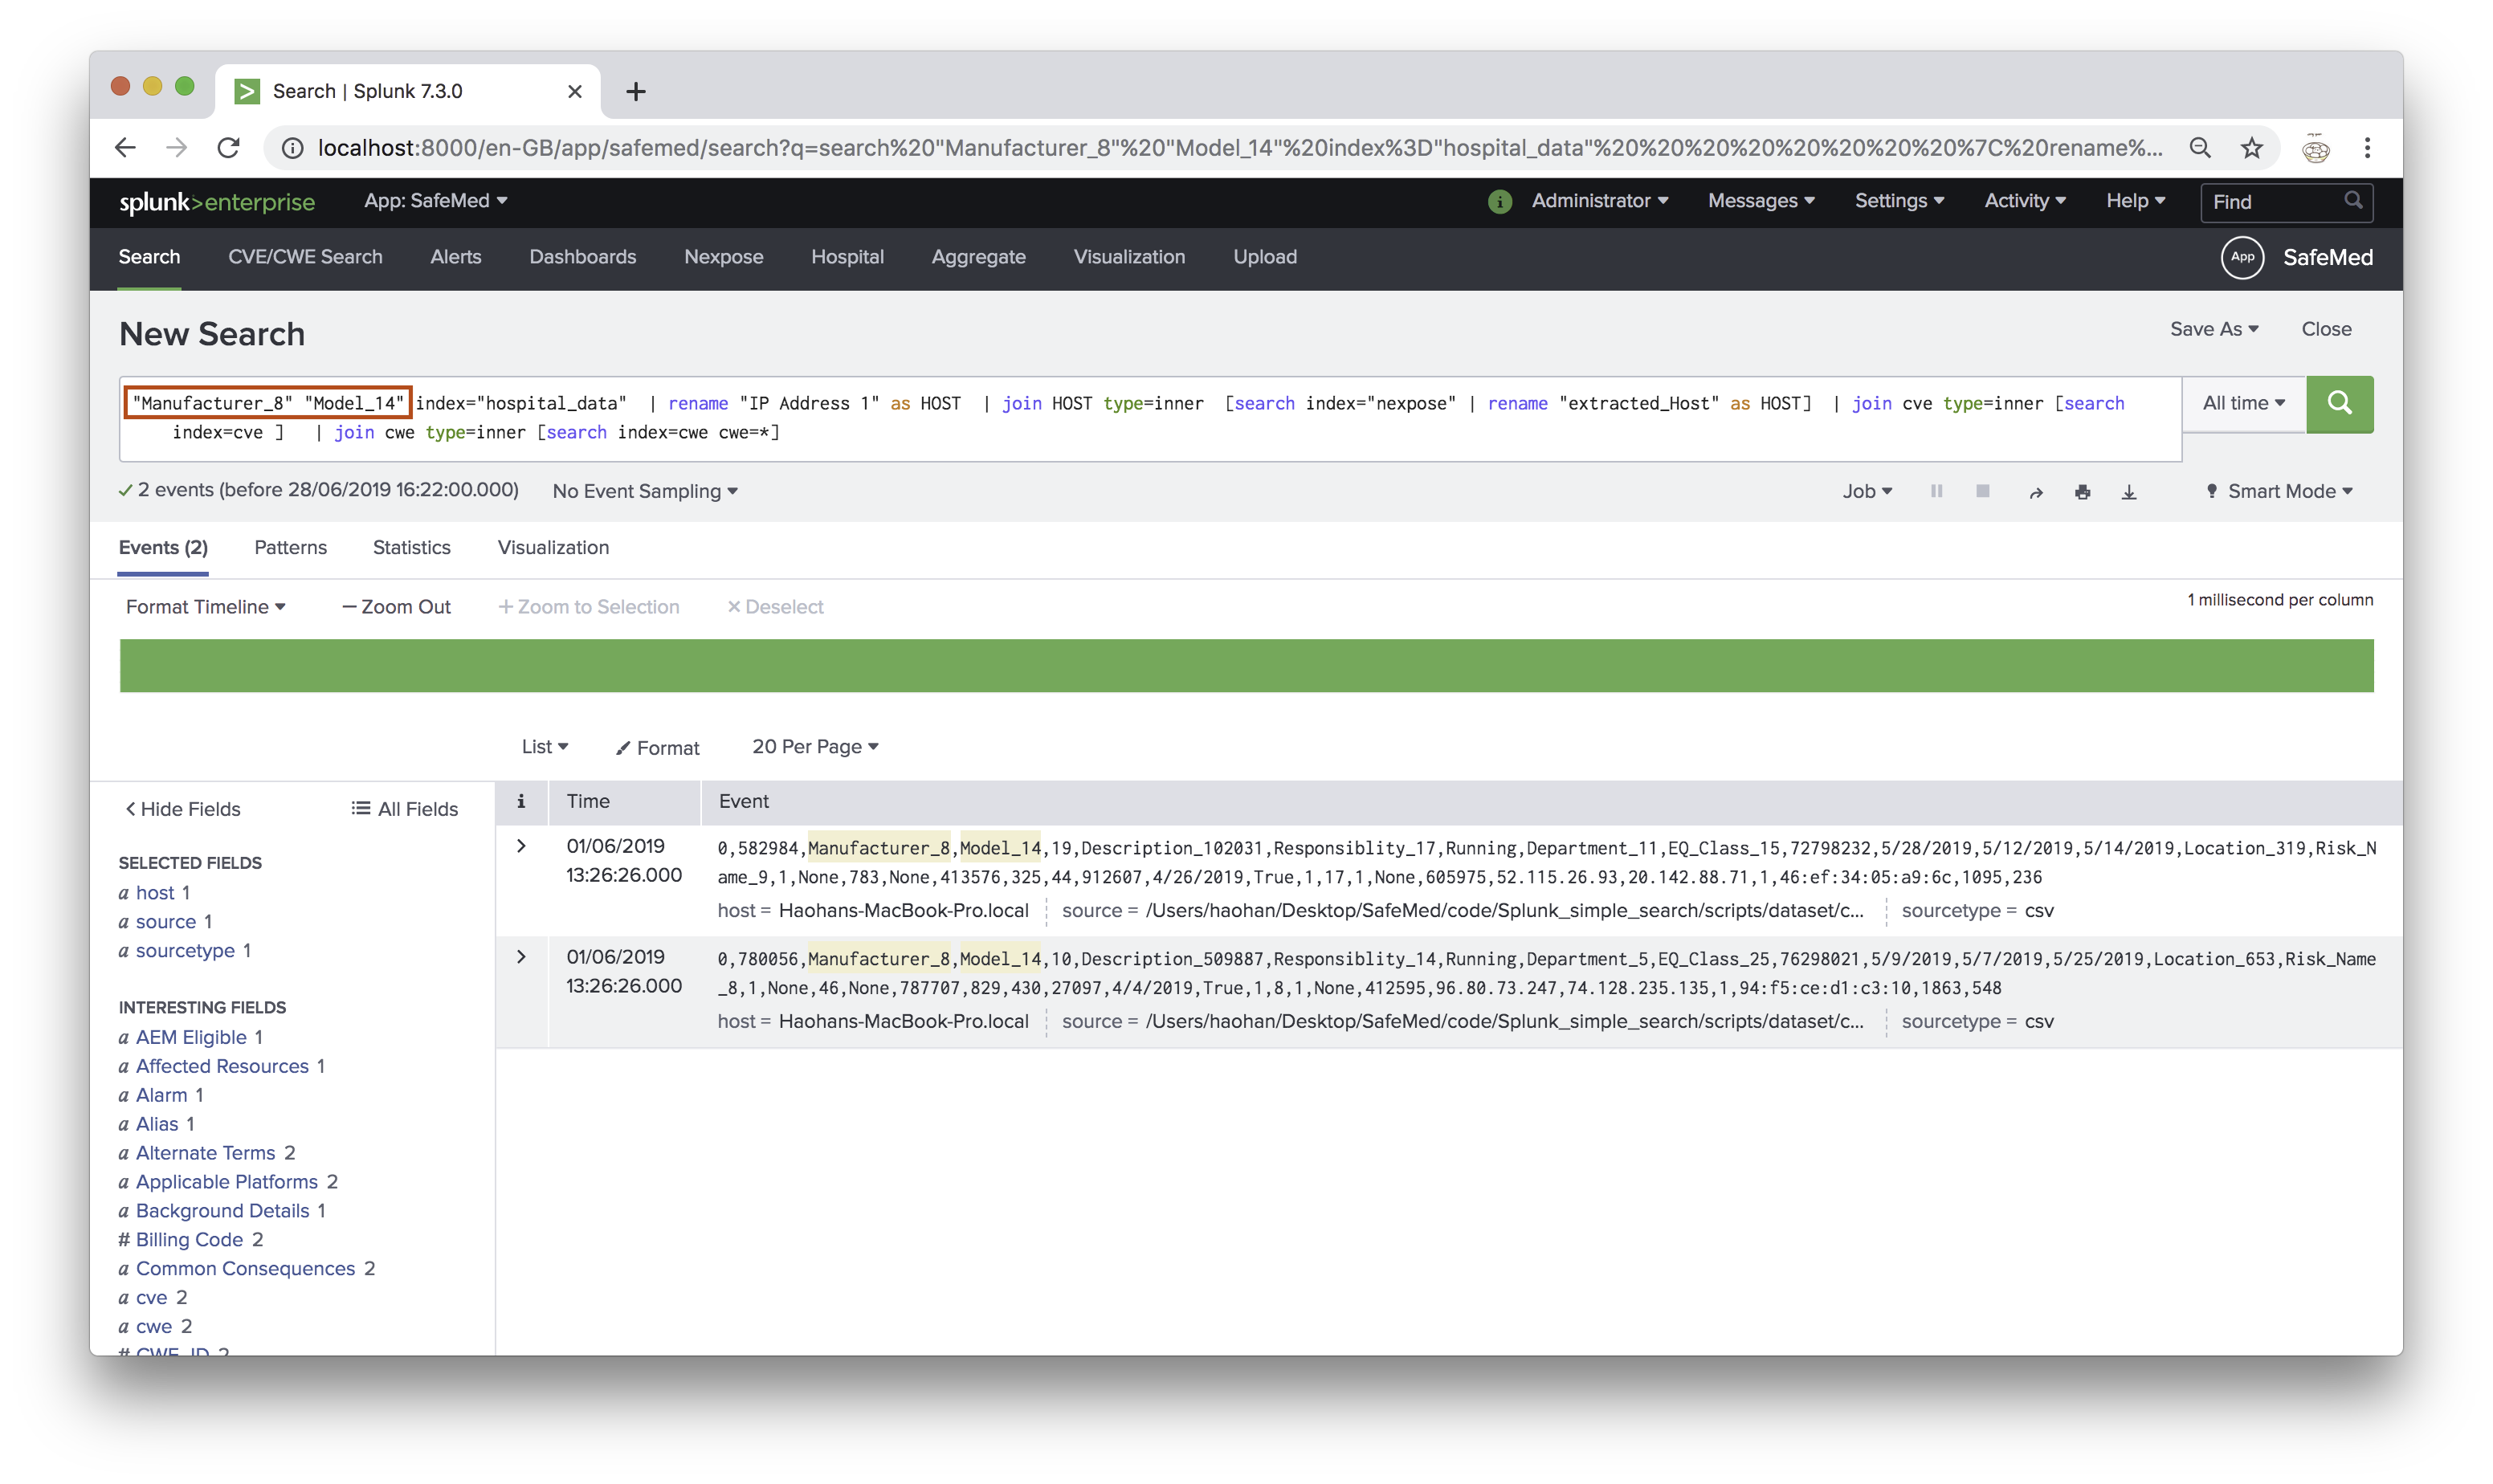 Search | Splunk 7.3.0
localhost:8000/en-GB/app/safemed/search?q=search%20"Manufacturer_8"%20"Model_14"%20index%3D"hospital_data"%20%20%20%20%20%20%20%20%20%7C%20rename%...
splunk>enterprise App: SafeMed i Administrator Messages Settings Activity Help Find
Search CVE/CWE Search Alerts Dashboards Nexpose Hospital Aggregate Visualization Upload App SafeMed
New Search Save As Close
"Manufacturer_8" "Model_14" index="hospital_data" | rename "IP Address 1" as HOST | join HOST type=inner [search index="nexpose" | rename "extracted_Host" as HOST] | join cve type=inner [search
index=cve ] | join cwe type=inner [search index=cwe cwe=*]
All time
2 events (before 28/06/2019 16:22:00.000) No Event Sampling Job Smart Mode
Events (2) Patterns Statistics Visualization
Format Timeline — Zoom Out + Zoom to Selection × Deselect 1 millisecond per column
List Format 20 Per Page
< Hide Fields All Fields
i Time Event
SELECTED FIELDS
a host 1
a source 1
a sourcetype 1
INTERESTING FIELDS
a AEM Eligible 1
a Affected Resources 1
a Alarm 1
a Alias 1
a Alternate Terms 2
a Applicable Platforms 2
a Background Details 1
# Billing Code 2
a Common Consequences 2
a cve 2
a cwe 2
# CWE_ID 2
01/06/2019
13:26:26.000
0,582984,Manufacturer_8,Model_14,19,Description_102031,Responsiblity_17,Running,Department_11,EQ_Class_15,72798232,5/28/2019,5/12/2019,5/14/2019,Location_319,Risk_N
ame_9,1,None,783,None,413576,325,44,912607,4/26/2019,True,1,17,1,None,605975,52.115.26.93,20.142.88.71,1,46:ef:34:05:a9:6c,1095,236
host = Haohans-MacBook-Pro.local source = /Users/haohan/Desktop/SafeMed/code/Splunk_simple_search/scripts/dataset/c... sourcetype = csv
01/06/2019
13:26:26.000
0,780056,Manufacturer_8,Model_14,10,Description_509887,Responsiblity_14,Running,Department_5,EQ_Class_25,76298021,5/9/2019,5/7/2019,5/25/2019,Location_653,Risk_Name
_8,1,None,46,None,787707,829,430,27097,4/4/2019,True,1,8,1,None,412595,96.80.73.247,74.128.235.135,1,94:f5:ce:d1:c3:10,1863,548
host = Haohans-MacBook-Pro.local source = /Users/haohan/Desktop/SafeMed/code/Splunk_simple_search/scripts/dataset/c... sourcetype = csv